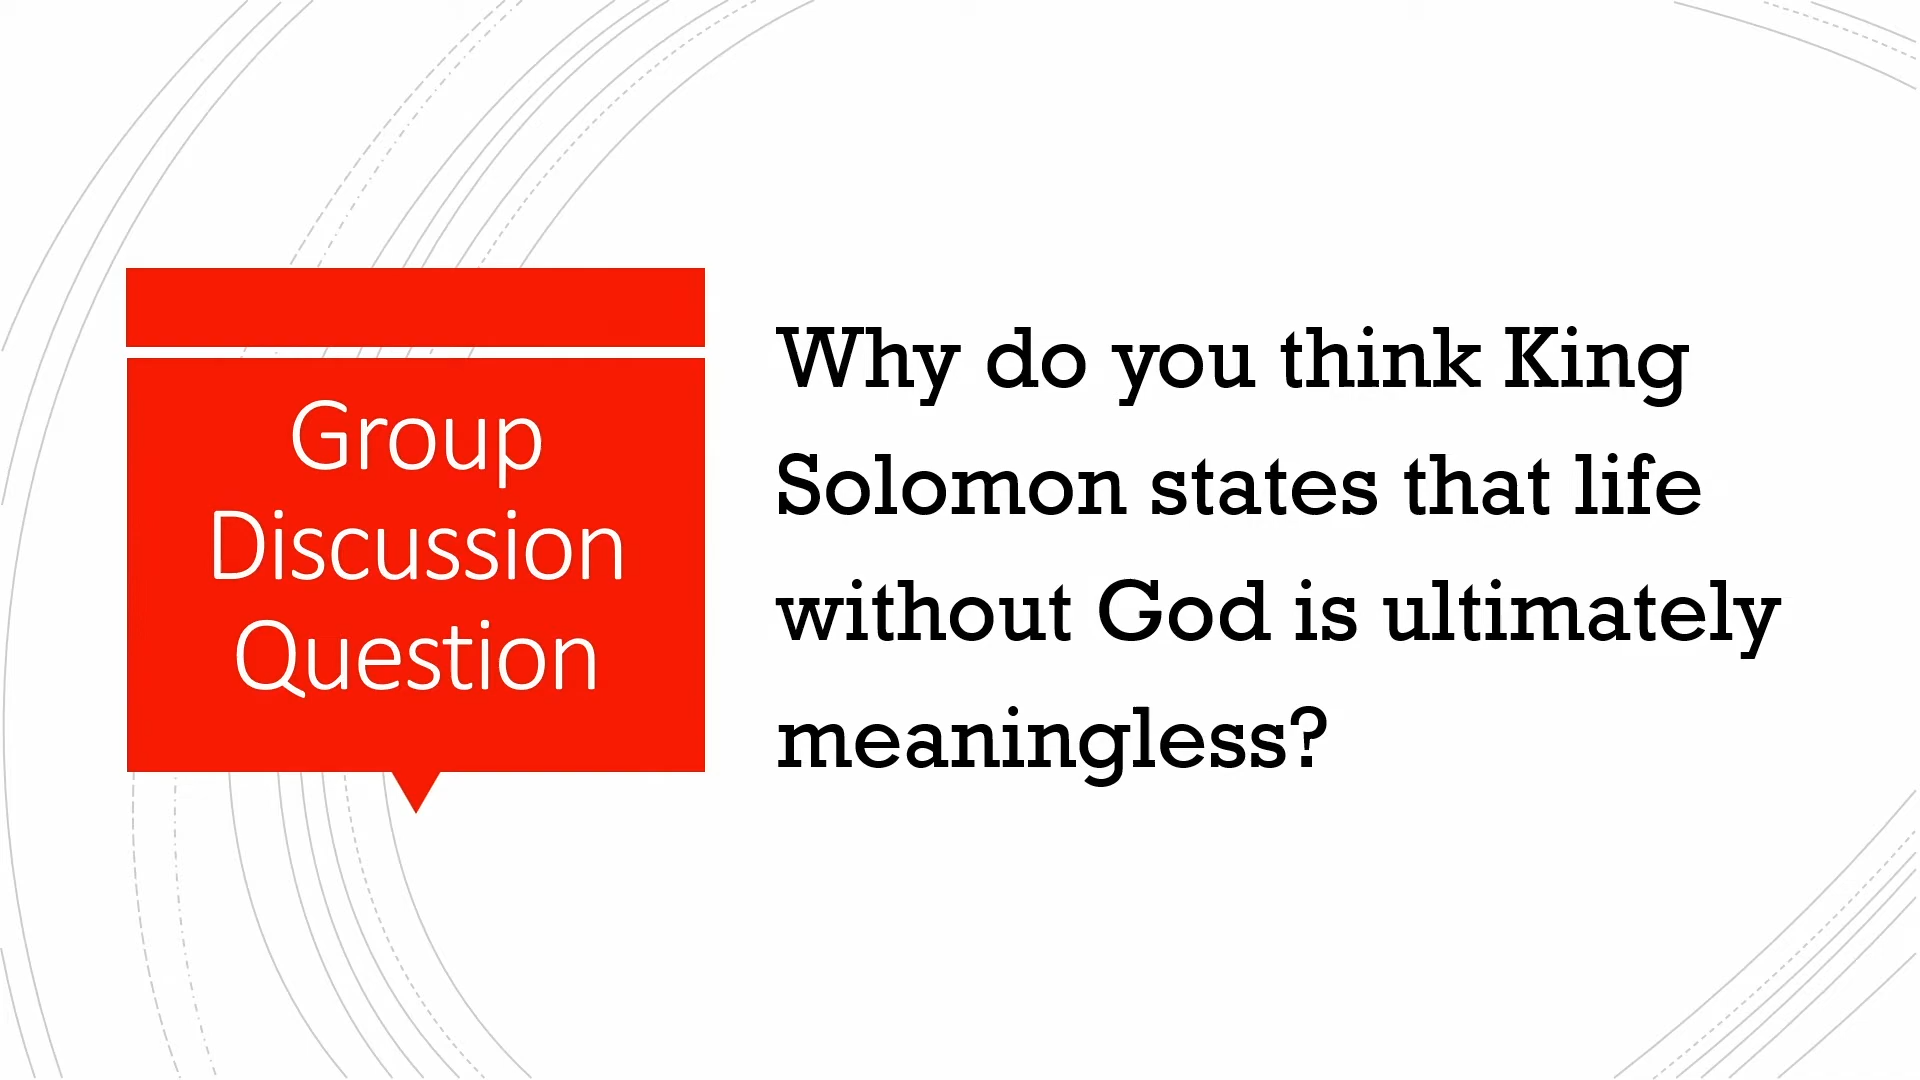 Group
Discussion
Question
Why do you think King
Solomon states that life
without God is ultimately
meaningless?